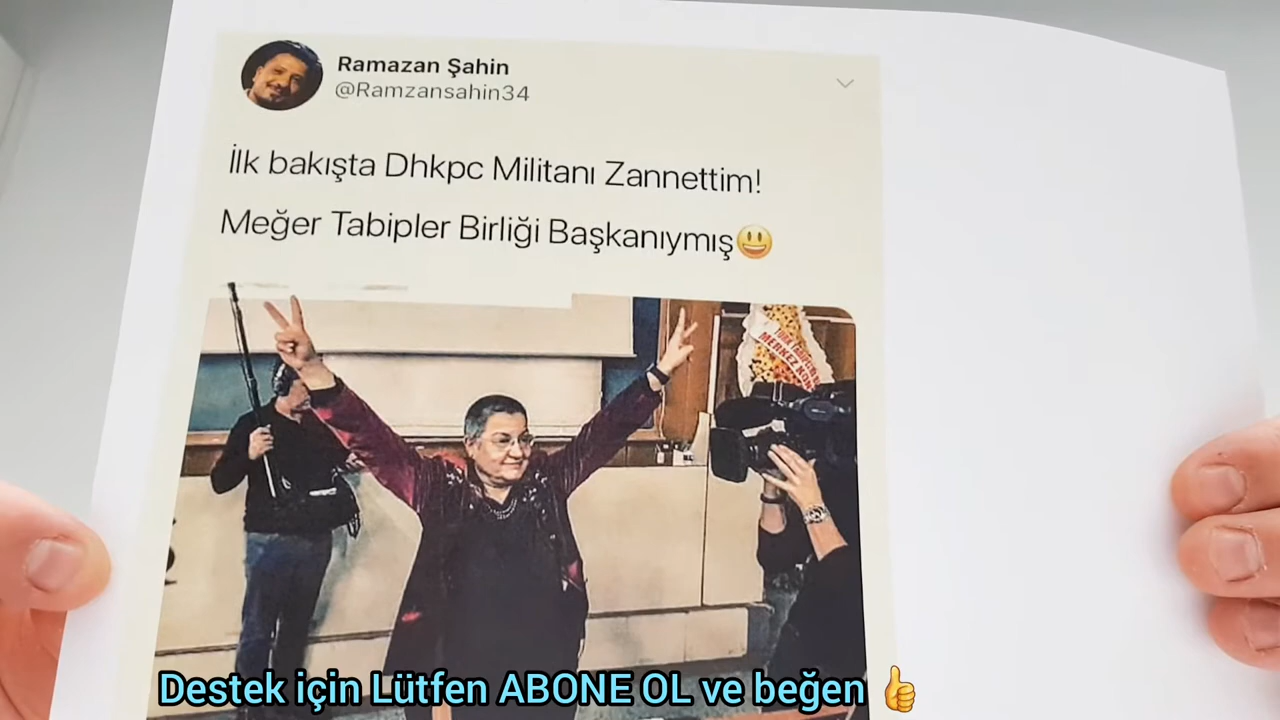 Ramazan Şahin
@Ramzansahin34
İlk bakışta Dhkpc Militanı Zannettim!
Meğer Tabipler Birliği Başkanıymış😃
MERKEZ
Destek için Lütfen ABONE OL ve beğen 👍